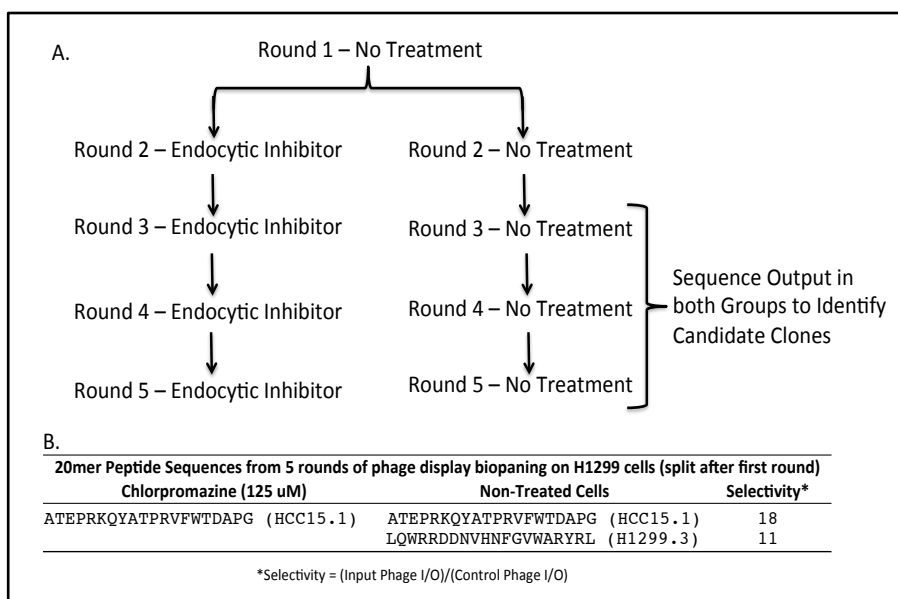 A.
Round 1 – No Treatment
Round 2 – Endocytic Inhibitor
Round 3 – Endocytic Inhibitor
Round 4 – Endocytic Inhibitor
Round 5 – Endocytic Inhibitor
Round 2 – No Treatment
Round 3 – No Treatment
Round 4 – No Treatment
Round 5 – No Treatment
Sequence Output in
both Groups to Identify
Candidate Clones
B.
20mer Peptide Sequences from 5 rounds of phage display biopaning on H1299 cells (split after first round)
Chlorpromazine (125 uM) Non-Treated Cells Selectivity*
ATEPRKQYATPRVFWTDAPG (HCC15.1) ATEPRKQYATPRVFWTDAPG (HCC15.1) 18
LQWRRDDNVHNFGVWARYRL (H1299.3) 11
*Selectivity = (Input Phage I/O)/(Control Phage I/O)